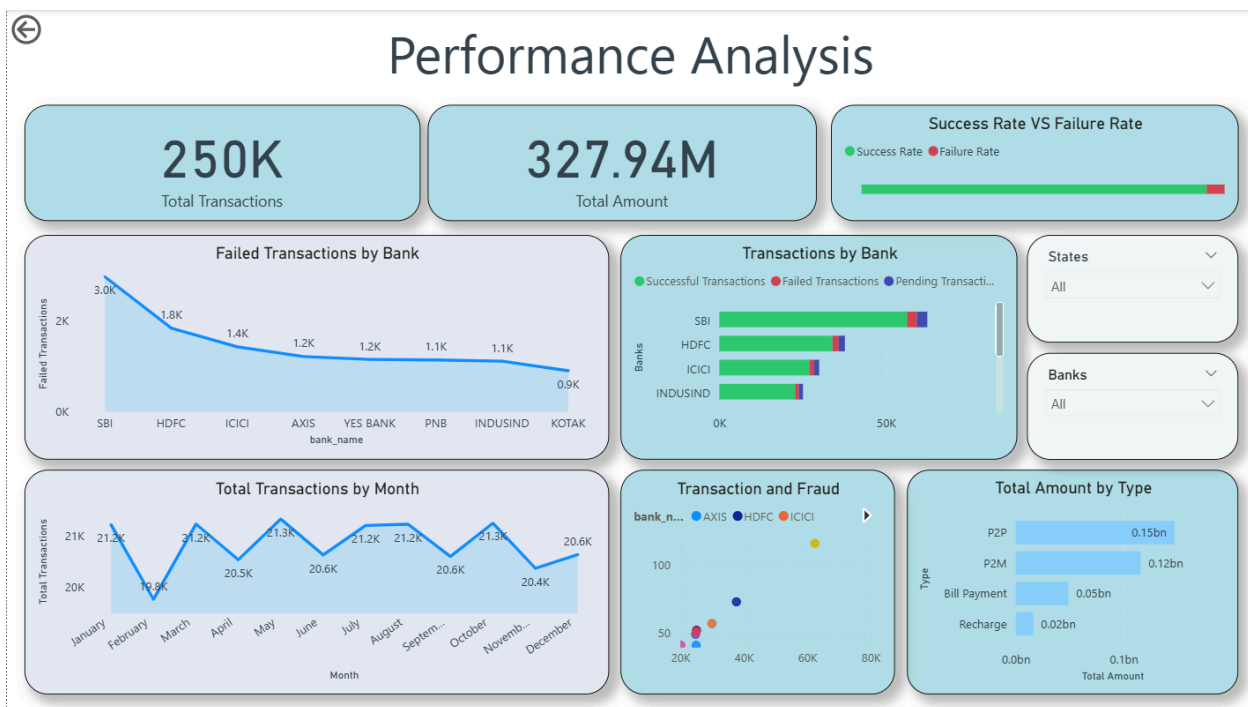 Performance Analysis
250K
Total Transactions
327.94M
Total Amount
Success Rate VS Failure Rate
Success Rate Failure Rate
Failed Transactions by Bank
Failed Transactions
2K
0K
3.0K
1.8K
1.4K
1.2K
1.2K
1.1K
1.1K
0.9K
SBI HDFC ICICI AXIS YES BANK PNB INDUSIND KOTAK
bank_name
Transactions by Bank
Successful Transactions Failed Transactions Pending Transacti...
Banks
SBI
HDFC
ICICI
INDUSIND
0K 50K
States
All
Banks
All
Total Transactions by Month
Total Transactions
21K
20K
21.2K
19.8K
21.2K
20.5K
21.3K
20.6K
21.2K
21.2K
20.6K
21.3K
20.4K
20.6K
January February March April May June July August Septem... October Novemb... December
Month
Transaction and Fraud
bank_n... AXIS HDFC ICICI
100
50
20K 40K 60K 80K
Total Amount by Type
Type
P2P 0.15bn
P2M 0.12bn
Bill Payment 0.05bn
Recharge 0.02bn
0.0bn 0.1bn
Total Amount